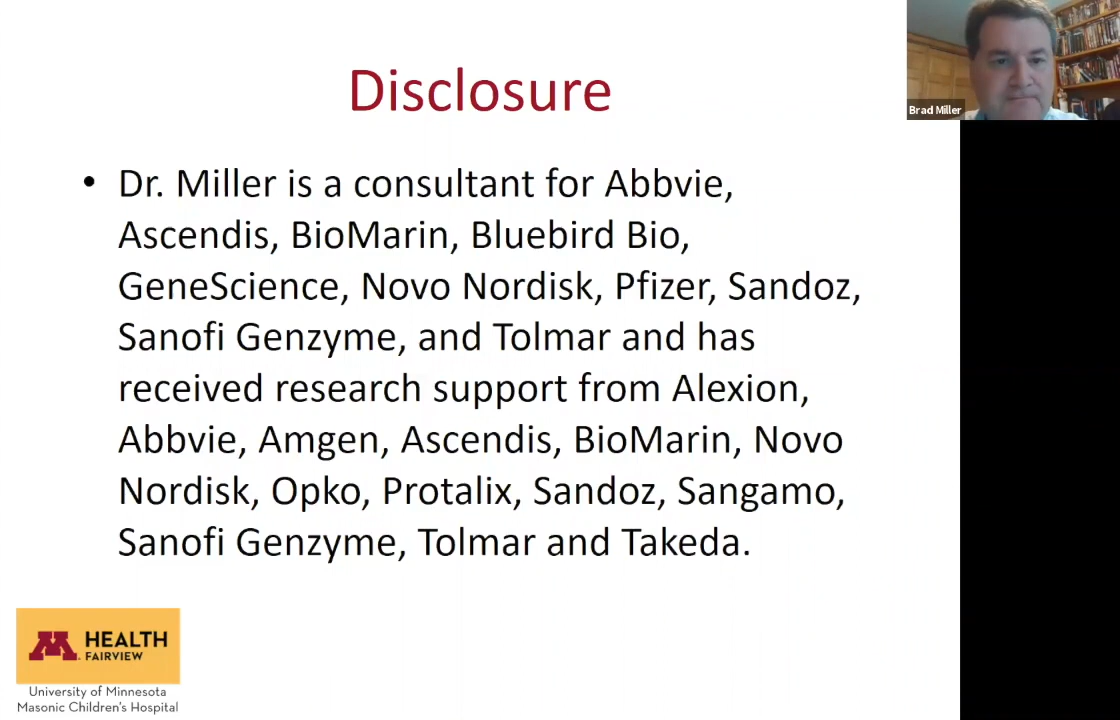 Disclosure
Brad Miller
• Dr. Miller is a consultant for Abbvie,
Ascendis, BioMarin, Bluebird Bio,
GeneScience, Novo Nordisk, Pfizer, Sandoz,
Sanofi Genzyme, and Tolmar and has
received research support from Alexion,
Abbvie, Amgen, Ascendis, BioMarin, Novo
Nordisk, Opko, Protalix, Sandoz, Sangamo,
Sanofi Genzyme, Tolmar and Takeda.
M HEALTH
FAIRVIEW
University of Minnesota
Masonic Children's Hospital